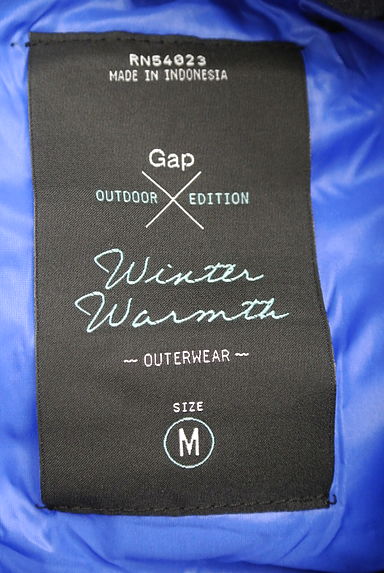 RN54023
MADE IN INDONESIA
Gap
OUTDOOR EDITION
Winter
Warmth
~ OUTERWEAR ~
SIZE
M